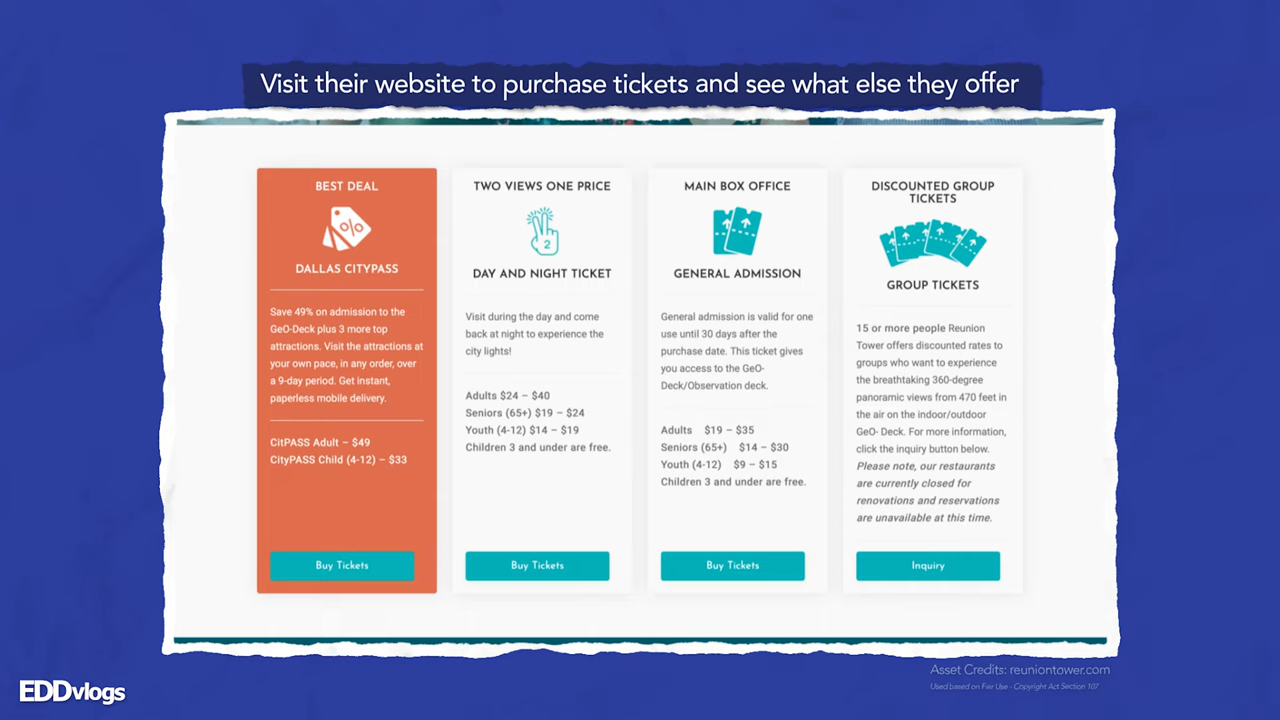 Visit their website to purchase tickets and see what else they offer
BEST DEAL
%
DALLAS CITYPASS
Save 49% on admission to the
GeO-Deck plus 3 more top
attractions. Visit the attractions at
your own pace, in any order, over
a 9-day period. Get instant,
paperless mobile delivery.
CitPASS Adult – $49
CityPASS Child (4-12) – $33
Buy Tickets
TWO VIEWS ONE PRICE
2
DAY AND NIGHT TICKET
Visit during the day and come
back at night to experience the
city lights!
Adults $24 – $40
Seniors (65+) $19 – $24
Youth (4-12) $14 – $19
Children 3 and under are free.
Buy Tickets
MAIN BOX OFFICE
GENERAL ADMISSION
General admission is valid for one
use until 30 days after the
purchase date. This ticket gives
you access to the GeO-
Deck/Observation deck.
Adults $19 – $35
Seniors (65+) $14 – $30
Youth (4-12) $9 – $15
Children 3 and under are free.
Buy Tickets
DISCOUNTED GROUP
TICKETS
GROUP TICKETS
15 or more people Reunion
Tower offers discounted rates to
groups who want to experience
the breathtaking 360-degree
panoramic views from 470 feet in
the air on the indoor/outdoor
GeO- Deck. For more information,
click the inquiry button below.
Please note, our restaurants
are currently closed for
renovations and reservations
are unavailable at this time.
Inquiry
Asset Credits: reuniontower.com
Used based on Fier Use - Copyright Act Section 107
EDDvlogs